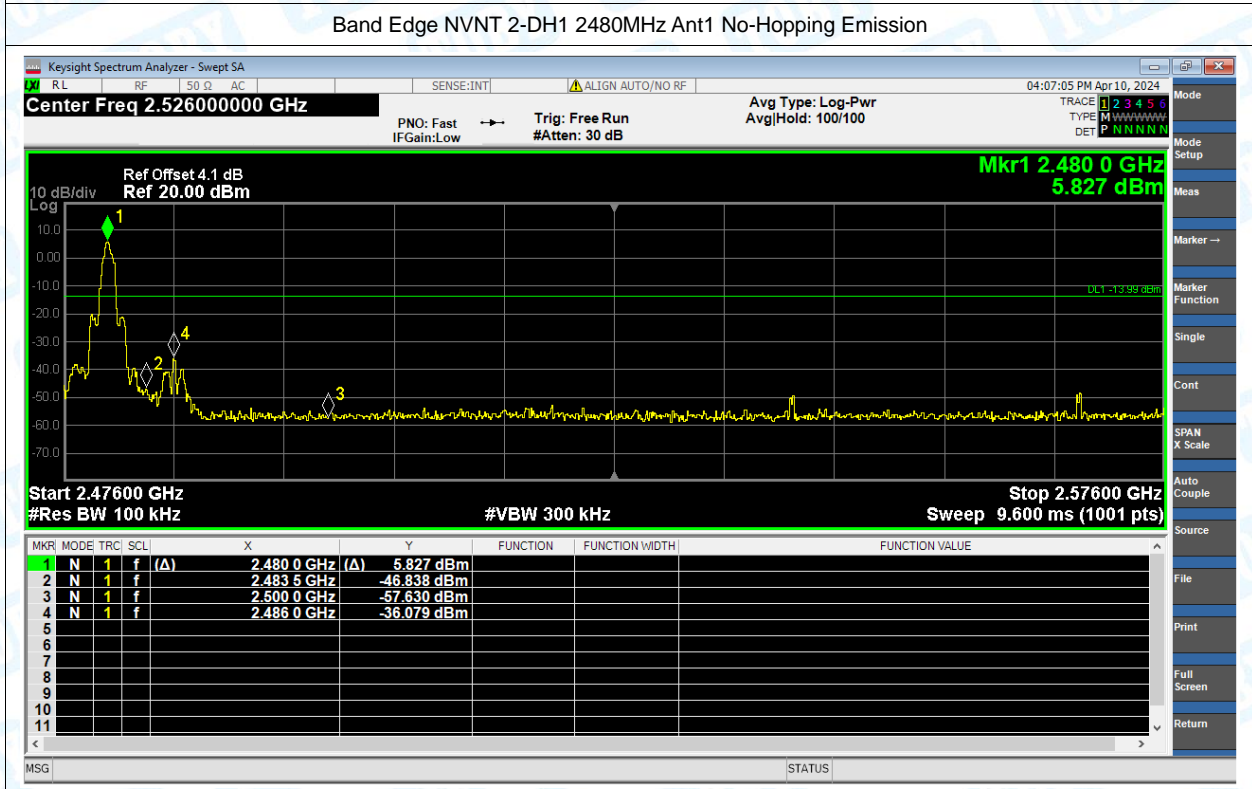 Band Edge NVNT 2-DH1 2480MHz Ant1 No-Hopping Emission
Keysight Spectrum Analyzer - Swept SA
LXI RL RF 50 Ω AC SENSE:INT ALIGN AUTO/NO RF 04:07:05 PM Apr 10, 2024
Center Freq 2.526000000 GHz
PNO: Fast
IFGain:Low
Trig: Free Run
#Atten: 30 dB
Avg Type: Log-Pwr
Avg|Hold: 100/100
TRACE 1 2 3 4 5 6
TYPE M WWWWW
DET P N N N N N
Mode
Mode Setup
Meas
Marker →
Marker Function
Single
Cont
SPAN X Scale
Auto Couple
Source
File
Print
Full Screen
Return
Mkr1 2.480 0 GHz
5.827 dBm
Ref Offset 4.1 dB
10 dB/div Ref 20.00 dBm
Log
10.0
0.00
-10.0
-20.0
-30.0
-40.0
-50.0
-60.0
-70.0
1
2
3
4
DL1 -13.99 dBm
Start 2.47600 GHz Stop 2.57600 GHz
#Res BW 100 kHz #VBW 300 kHz Sweep 9.600 ms (1001 pts)
MKR MODE TRC SCL X Y FUNCTION FUNCTION WIDTH FUNCTION VALUE
1 N 1 f (Δ) 2.480 0 GHz (Δ) 5.827 dBm
2 N 1 f 2.483 5 GHz -46.838 dBm
3 N 1 f 2.500 0 GHz -57.630 dBm
4 N 1 f 2.486 0 GHz -36.079 dBm
5
6
7
8
9
10
11
MSG STATUS